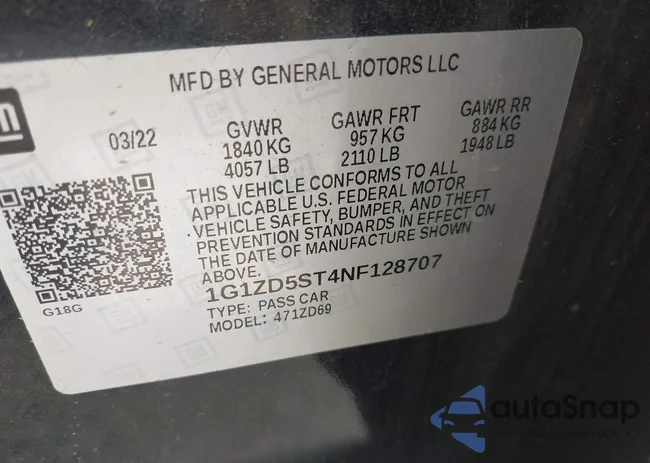 MFD BY GENERAL MOTORS LLC
gm
03/22
GVWR
1840 KG
4057 LB
GAWR FRT
957 KG
2110 LB
GAWR RR
884 KG
1948 LB
THIS VEHICLE CONFORMS TO ALL
APPLICABLE U.S. FEDERAL MOTOR
VEHICLE SAFETY, BUMPER, AND THEFT
PREVENTION STANDARDS IN EFFECT ON
THE DATE OF MANUFACTURE SHOWN
ABOVE.
1G1ZD5ST4NF128707
TYPE: PASS CAR
MODEL: 471ZD69
G18G
autaSnap